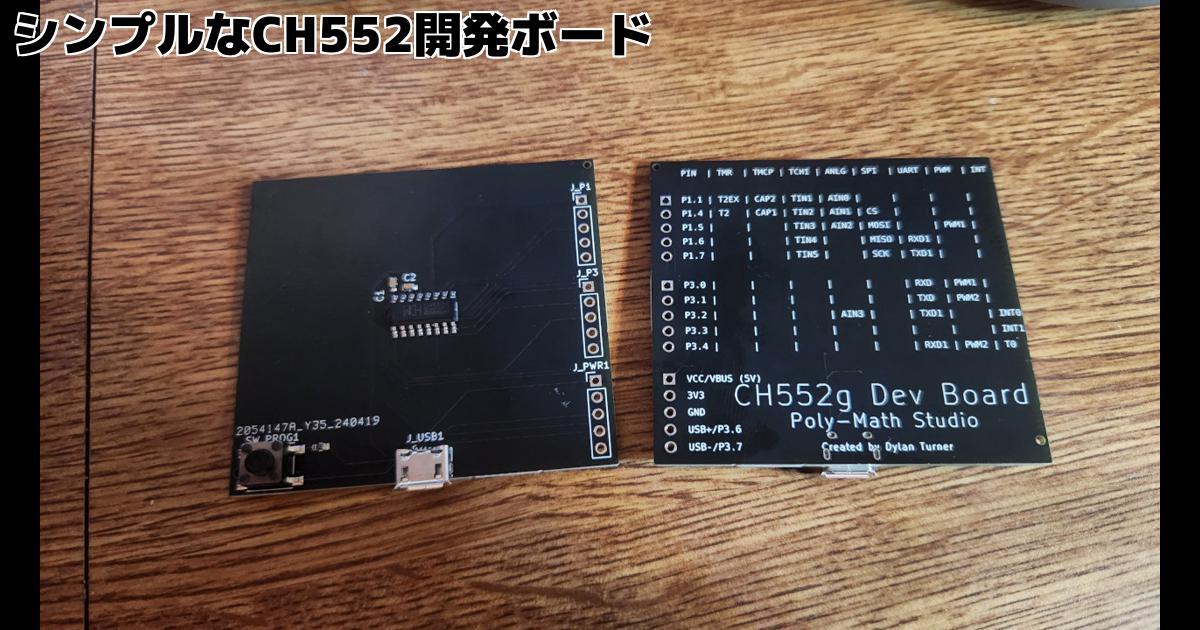 シンプルなCH552開発ボード
J_P1
C2
C1
J_P3
J_PWR1
2054147A_Y35_240419
SW_PROG1
J_USB1
PIN | TMR | TMCP | TCH1 | ANLG | SPI | UART | PWM | INT
P1.1 | T2EX | CAP2 | TIN1 | AIN0 | | | |
P1.4 | T2 | CAP1 | TIN2 | AIN1 | CS | | |
P1.5 | | | TIN3 | AIN2 | MOSI | | PWM1 |
P1.6 | | | TIN4 | | MISO | RXD1 | |
P1.7 | | | TIN5 | | SCK | TXD1 | |
P3.0 | | | | | | RXD | PWM1 |
P3.1 | | | | | | TXD | PWM2 |
P3.2 | | | | AIN3 | | TXD1 | | INT0
P3.3 | | | | | | | | INT1
P3.4 | | | | | | RXD1 | PWM2 | T0
VCC/VBUS (5V)
3V3
GND
USB+/P3.6
USB-/P3.7
CH552g Dev Board
Poly-Math Studio
Created by Dylan Turner